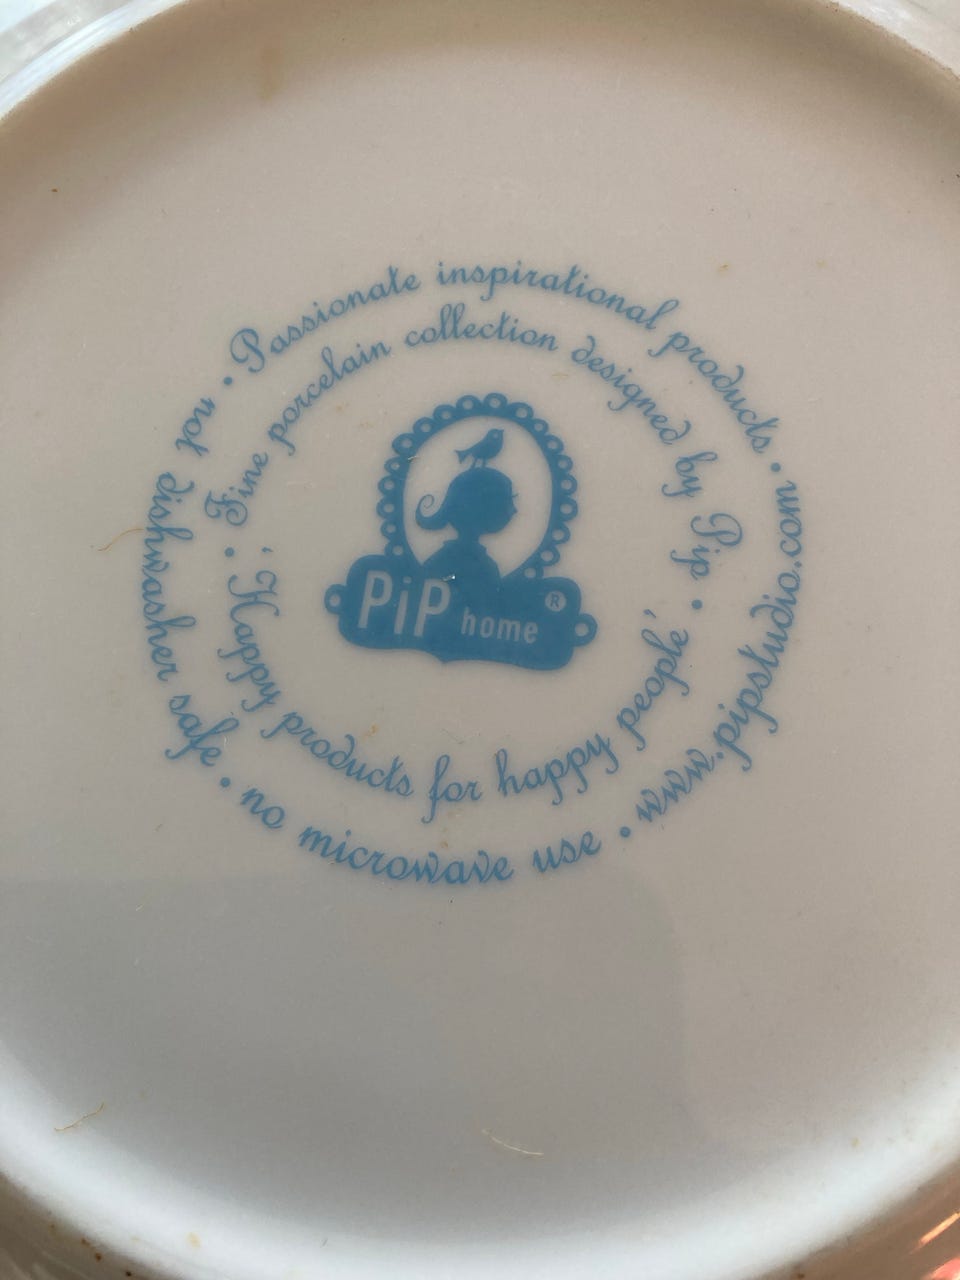 • Passionate inspirational products •
not dishwasher safe • no microwave use • www.pipstudio.com
• Fine porcelain collection designed by Pip •
'Happy products for happy people'
PiP home ®